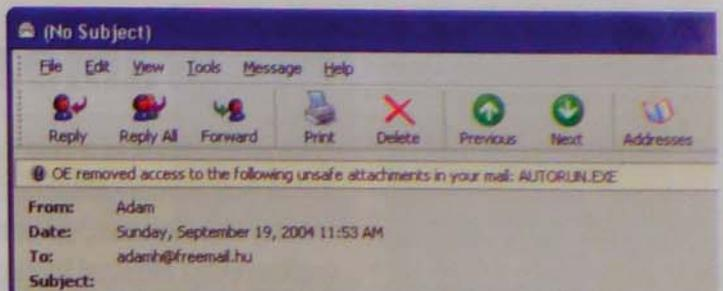 (No Subject)
File Edit View Tools Message Help
Reply Reply All Forward Print Delete Previous Next Addresses
OE removed access to the following unsafe attachments in your mail: AUTORUN.EXE
From: Adam
Date: Sunday, September 19, 2004 11:53 AM
To: adamh@freemail.hu
Subject: